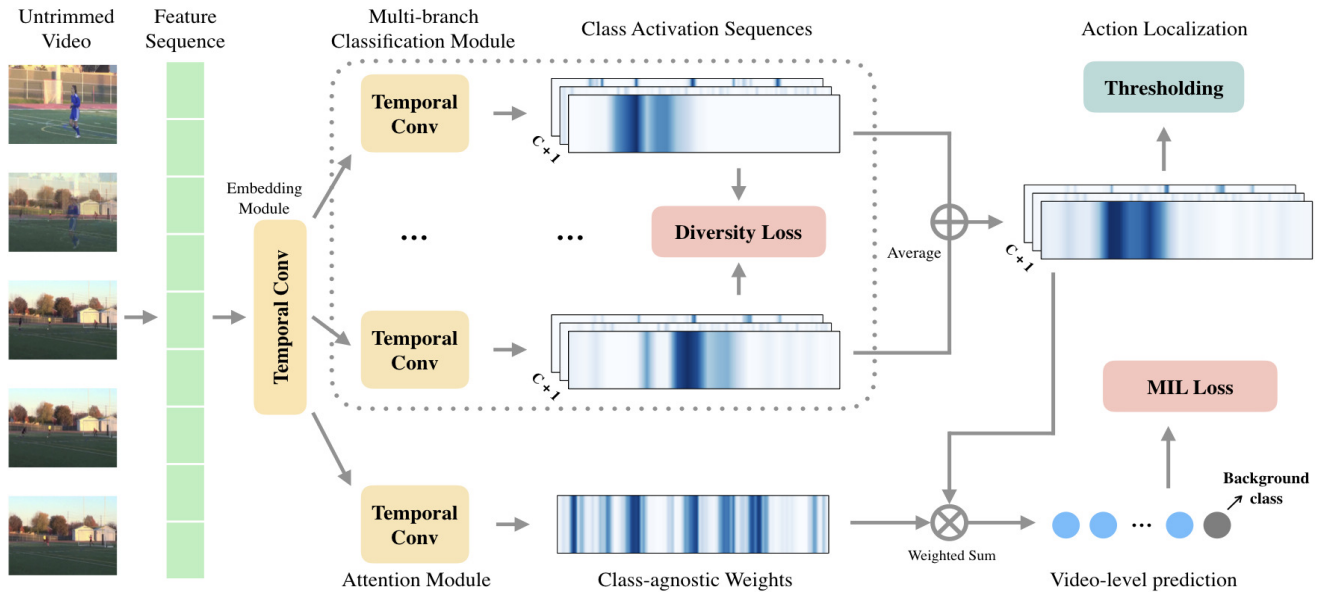 Untrimmed
Video
Feature
Sequence
Multi-branch
Classification Module
Class Activation Sequences
Action Localization
Temporal
Conv
C + 1
Thresholding
Embedding
Module
Temporal Conv
...
...
Diversity Loss
Average
C + 1
Temporal
Conv
C + 1
MIL Loss
Temporal
Conv
Background
class
...
Weighted Sum
Attention Module
Class-agnostic Weights
Video-level prediction